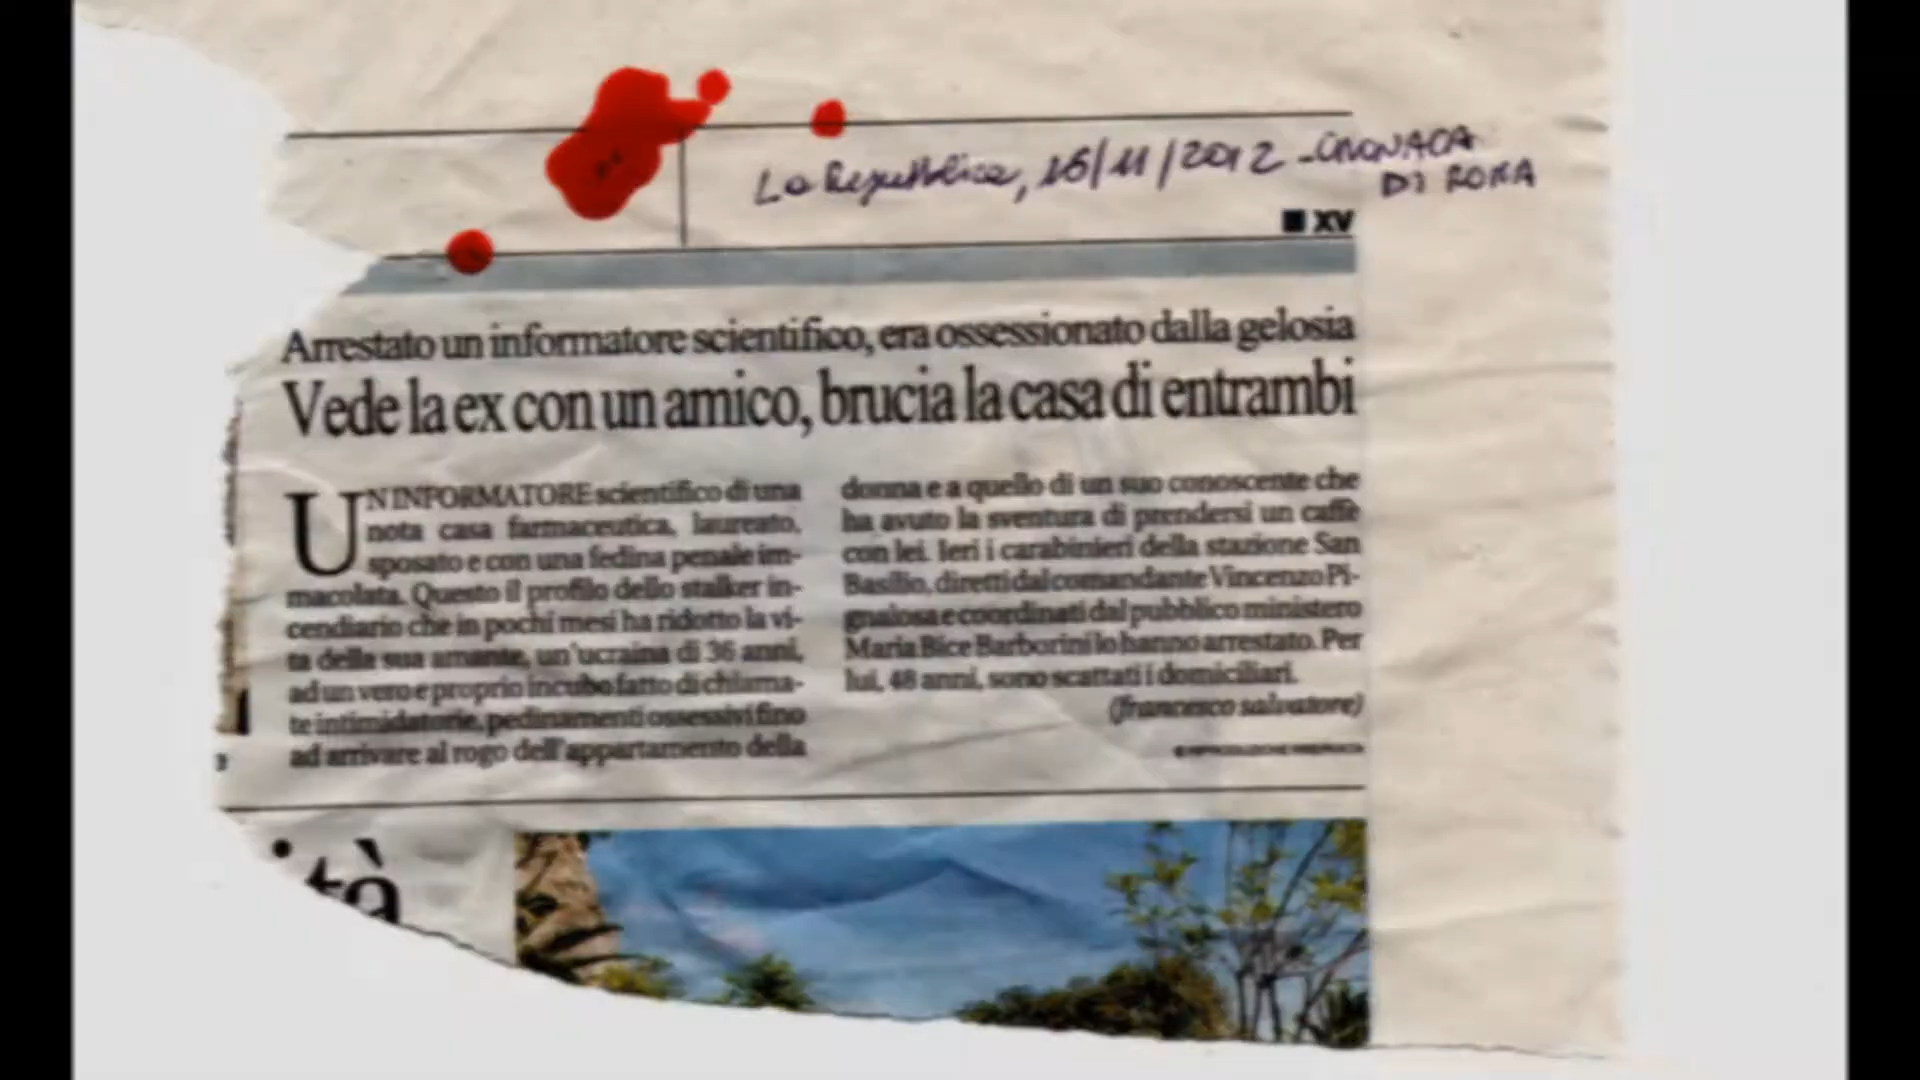 La Repubblica, 16/11/2012 - CRONACA
DI ROMA
XV
Arrestato un informatore scientifico, era ossessionato dalla gelosia
Vede la ex con un amico, brucia la casa di entrambi
UN INFORMATORE scientifico di una
nota casa farmaceutica, laureato,
sposato e con una fedina penale im-
macolata. Questo il profilo dello stalker in-
cendiario che in pochi mesi ha ridotto la vi-
ta della sua amante, un'ucraina di 36 anni,
ad un vero e proprio incubo fatto di chiama-
te intimidatorie, pedinamenti ossessivi fino
ad arrivare al rogo dell'appartamento della
donna e a quello di un suo conoscente che
ha avuto la sventura di prendersi un caffè
con lei. Ieri i carabinieri della stazione San
Basilio, diretti dal comandante Vincenzo Pi-
gnalosa e coordinati dal pubblico ministero
Maria Bice Barborini lo hanno arrestato. Per
lui, 48 anni, sono scattati i domiciliari.
(francesco salvatore)
© RIPRODUZIONE RISERVATA
ità